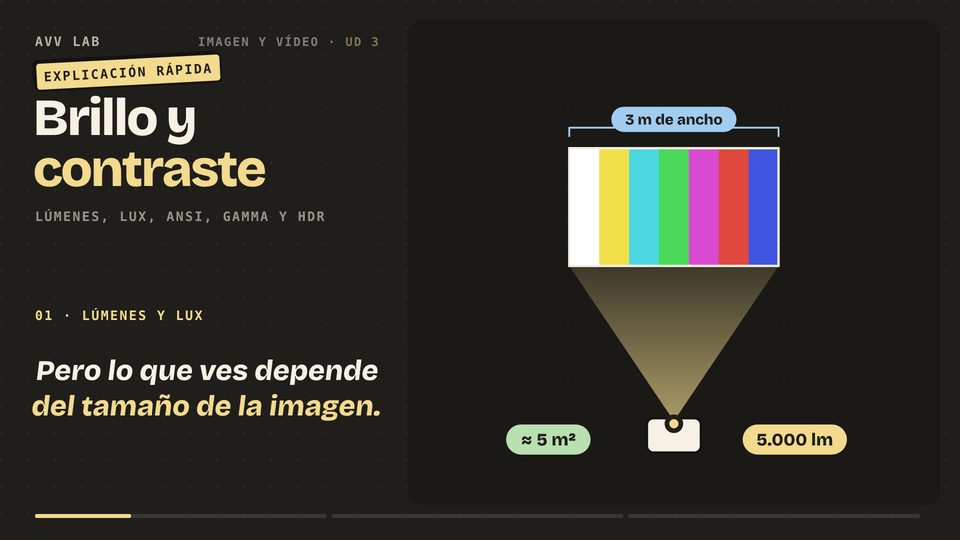 AVV LAB
IMAGEN Y VÍDEO · UD 3
EXPLICACIÓN RÁPIDA
Brillo y
contraste
LÚMENES, LUX, ANSI, GAMMA Y HDR
01 · LÚMENES Y LUX
Pero lo que ves depende
del tamaño de la imagen.
3 m de ancho
≈ 5 m²
5.000 lm